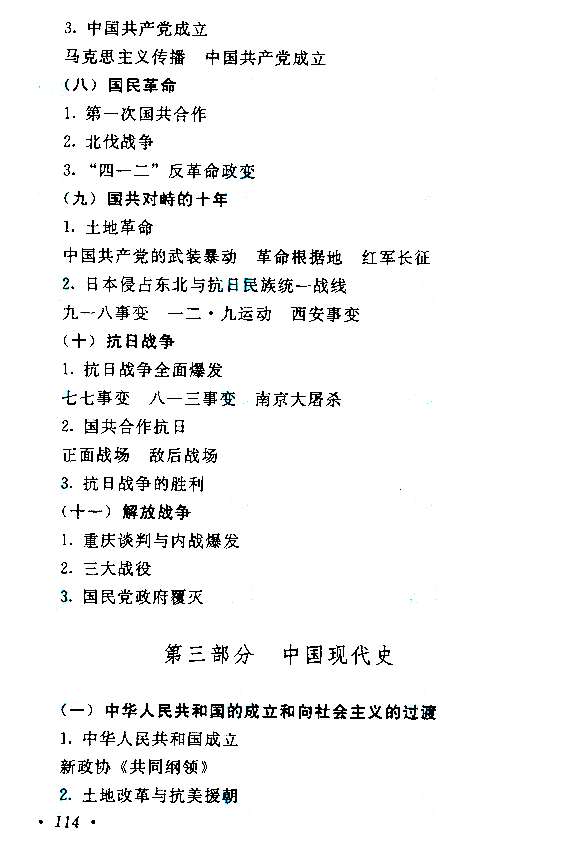 3. 中国共产党成立
马克思主义传播 中国共产党成立
(八) 国民革命
1. 第一次国共合作
2. 北伐战争
3. “四一二”反革命政变
(九) 国共对峙的十年
1. 土地革命
中国共产党的武装暴动 革命根据地 红军长征
2. 日本侵占东北与抗日民族统一战线
九一八事变 一二·九运动 西安事变
(十) 抗日战争
1. 抗日战争全面爆发
七七事变 八一三事变 南京大屠杀
2. 国共合作抗日
正面战场 敌后战场
3. 抗日战争的胜利
(十一) 解放战争
1. 重庆谈判与内战爆发
2. 三大战役
3. 国民党政府覆灭
第三部分 中国现代史
(一) 中华人民共和国的成立和向社会主义的过渡
1. 中华人民共和国成立
新政协《共同纲领》
2. 土地改革与抗美援朝
· 114 ·